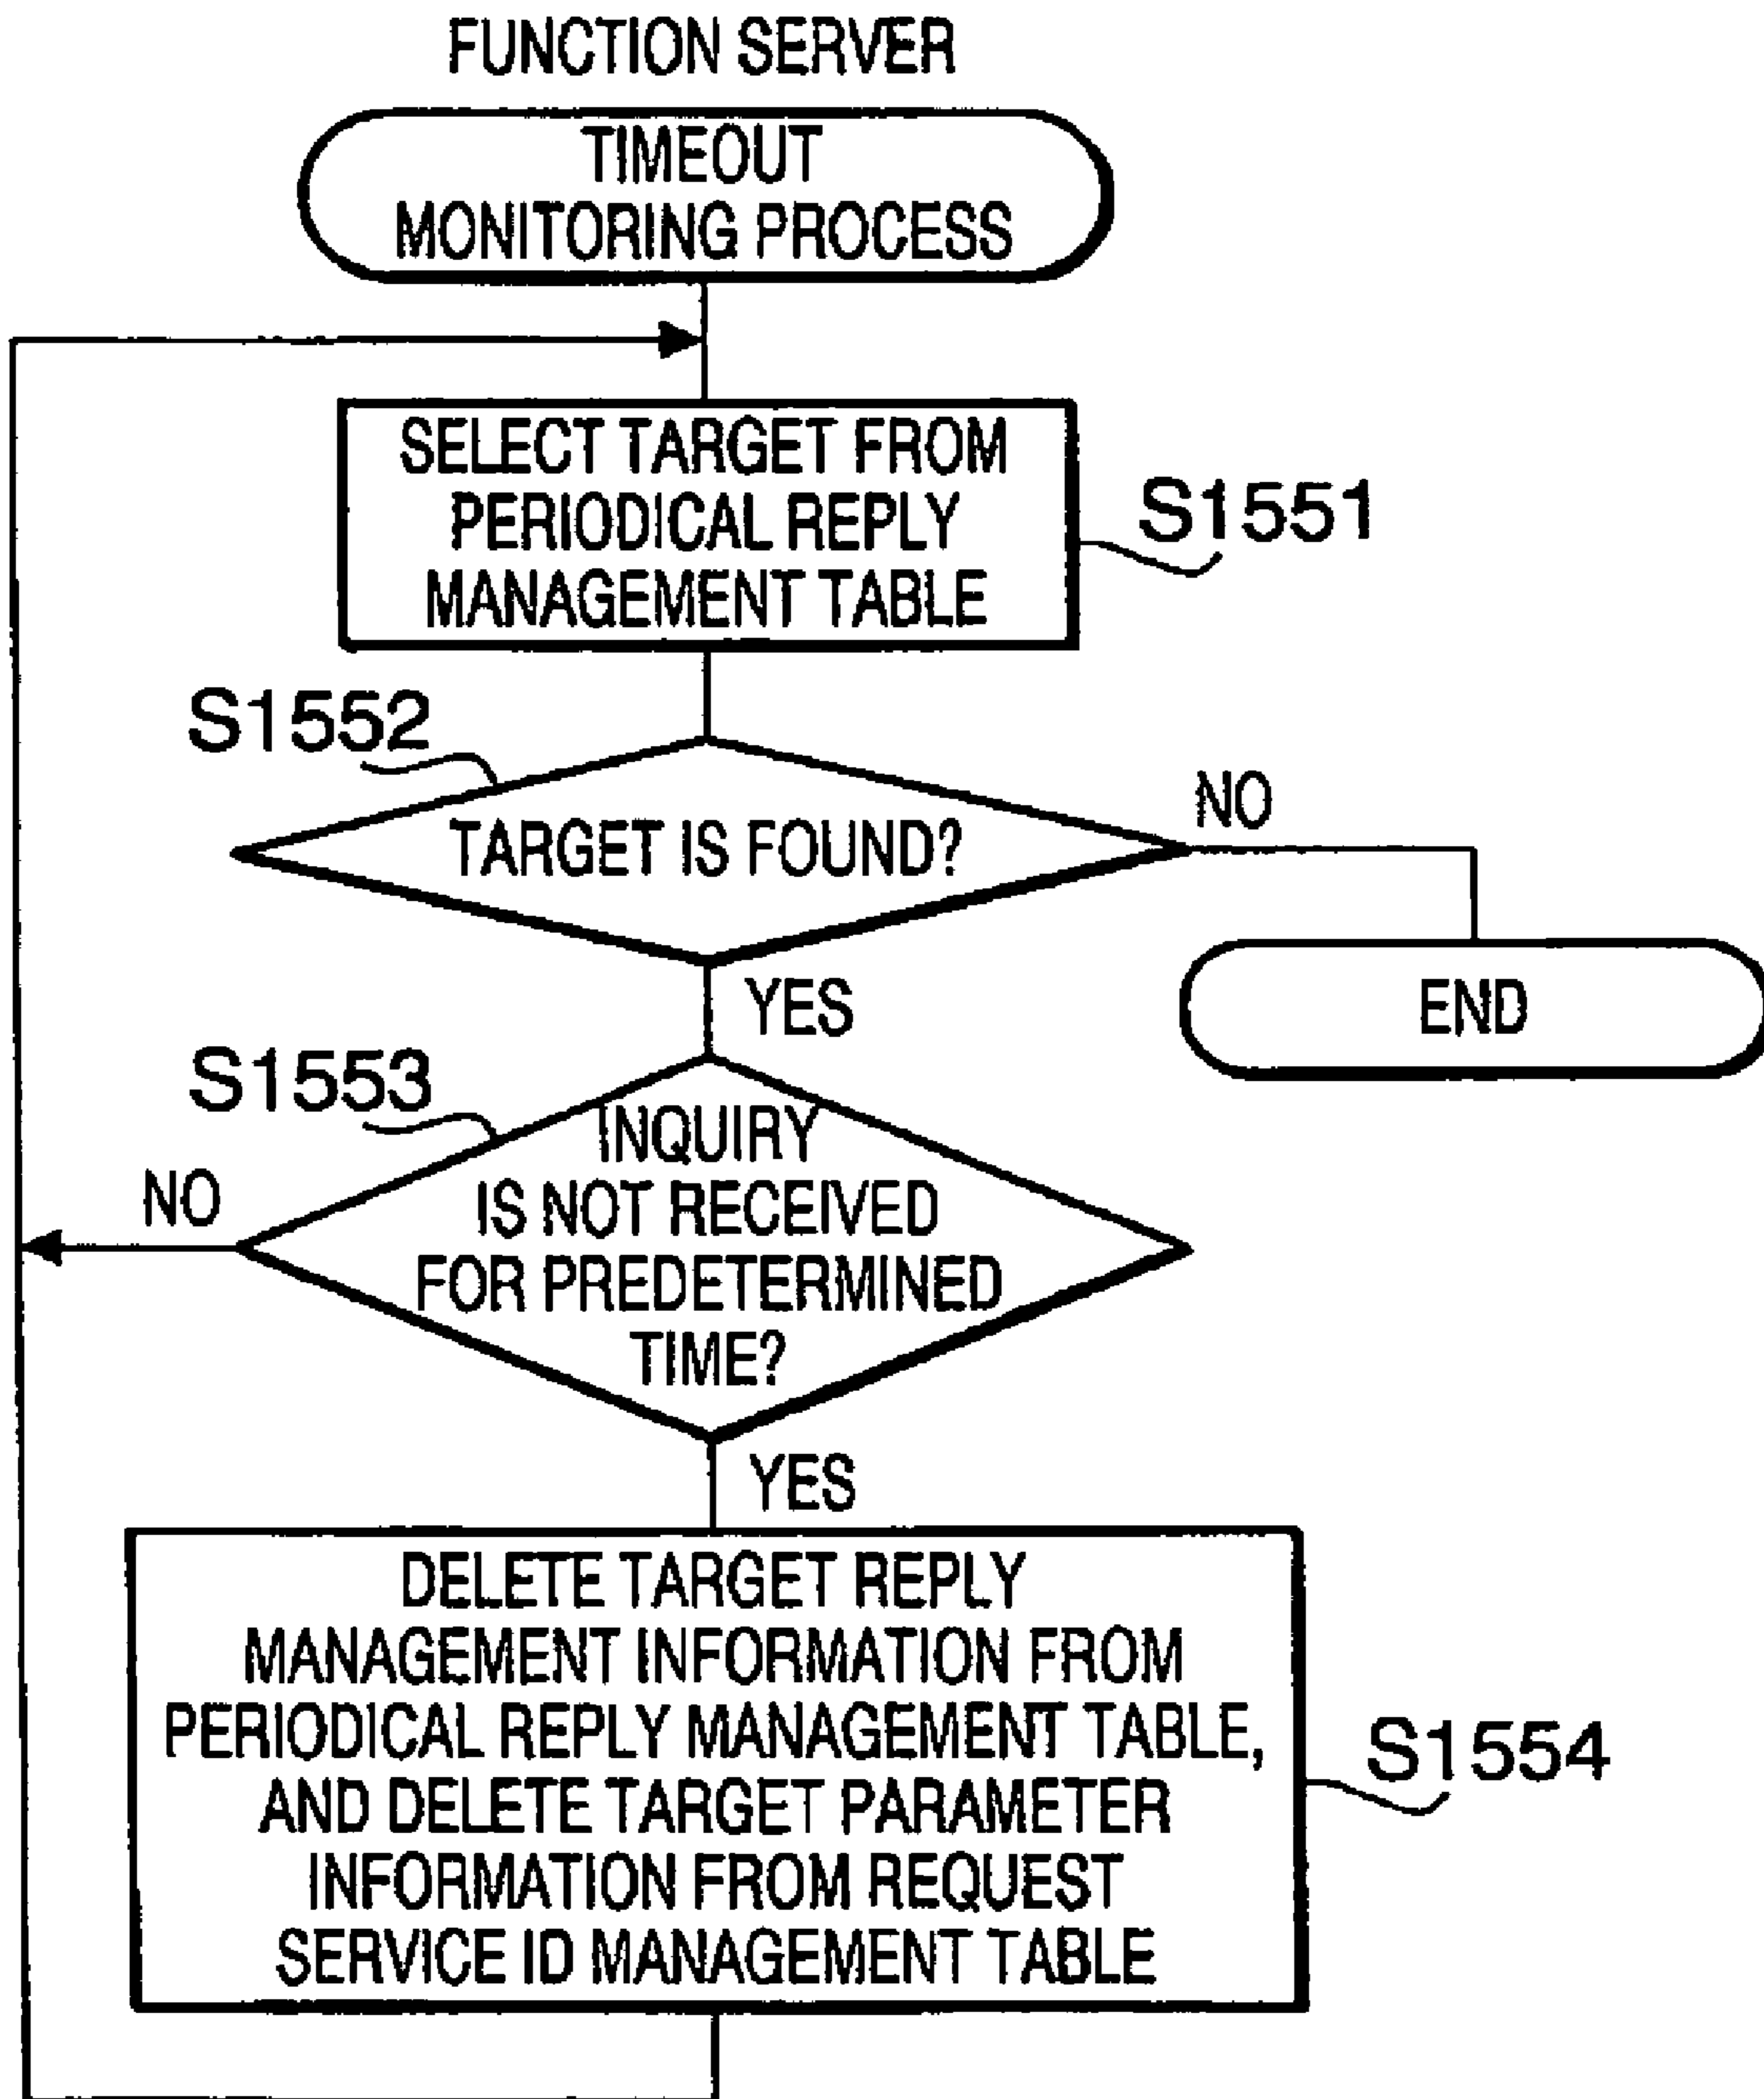 FUNCTION SERVER
TIMEOUT
MONITORING PROCESS
SELECT TARGET FROM
PERIODICAL REPLY
MANAGEMENT TABLE
S1551
S1552
TARGET IS FOUND?
NO
YES
END
S1553
INQUIRY
IS NOT RECEIVED
FOR PREDETERMINED
TIME?
NO
YES
DELETE TARGET REPLY
MANAGEMENT INFORMATION FROM
PERIODICAL REPLY MANAGEMENT TABLE,
AND DELETE TARGET PARAMETER
INFORMATION FROM REQUEST
SERVICE ID MANAGEMENT TABLE
S1554